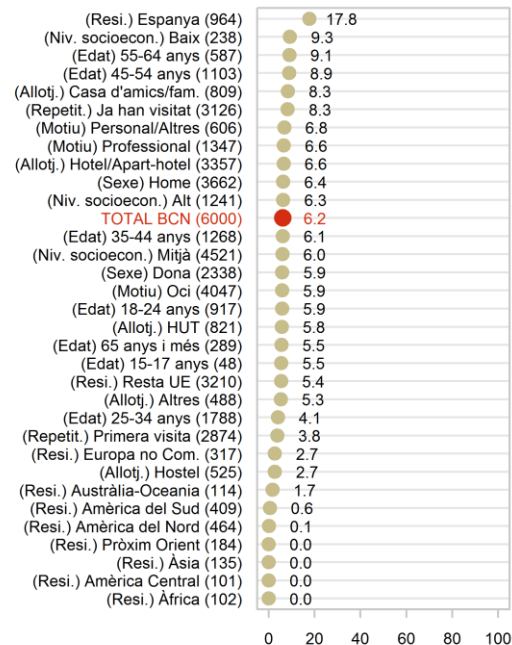 (Resi.) Espanya (964) 17.8
(Niv. socioecon.) Baix (238) 9.3
(Edat) 55-64 anys (587) 9.1
(Edat) 45-54 anys (1103) 8.9
(Allotj.) Casa d'amics/fam. (809) 8.3
(Repetit.) Ja han visitat (3126) 8.3
(Motiu) Personal/Altres (606) 6.8
(Motiu) Professional (1347) 6.6
(Allotj.) Hotel/Apart-hotel (3357) 6.6
(Sexe) Home (3662) 6.4
(Niv. socioecon.) Alt (1241) 6.3
TOTAL BCN (6000) 6.2
(Edat) 35-44 anys (1268) 6.1
(Niv. socioecon.) Mitjà (4521) 6.0
(Sexe) Dona (2338) 5.9
(Motiu) Oci (4047) 5.9
(Edat) 18-24 anys (917) 5.9
(Allotj.) HUT (821) 5.8
(Edat) 65 anys i més (289) 5.5
(Edat) 15-17 anys (48) 5.5
(Resi.) Resta UE (3210) 5.4
(Allotj.) Altres (488) 5.3
(Edat) 25-34 anys (1788) 4.1
(Repetit.) Primera visita (2874) 3.8
(Resi.) Europa no Com. (317) 2.7
(Allotj.) Hostel (525) 2.7
(Resi.) Austràlia-Oceania (114) 1.7
(Resi.) Amèrica del Sud (409) 0.6
(Resi.) Amèrica del Nord (464) 0.1
(Resi.) Pròxim Orient (184) 0.0
(Resi.) Àsia (135) 0.0
(Resi.) Amèrica Central (101) 0.0
(Resi.) Àfrica (102) 0.0
0 20 40 60 80 100